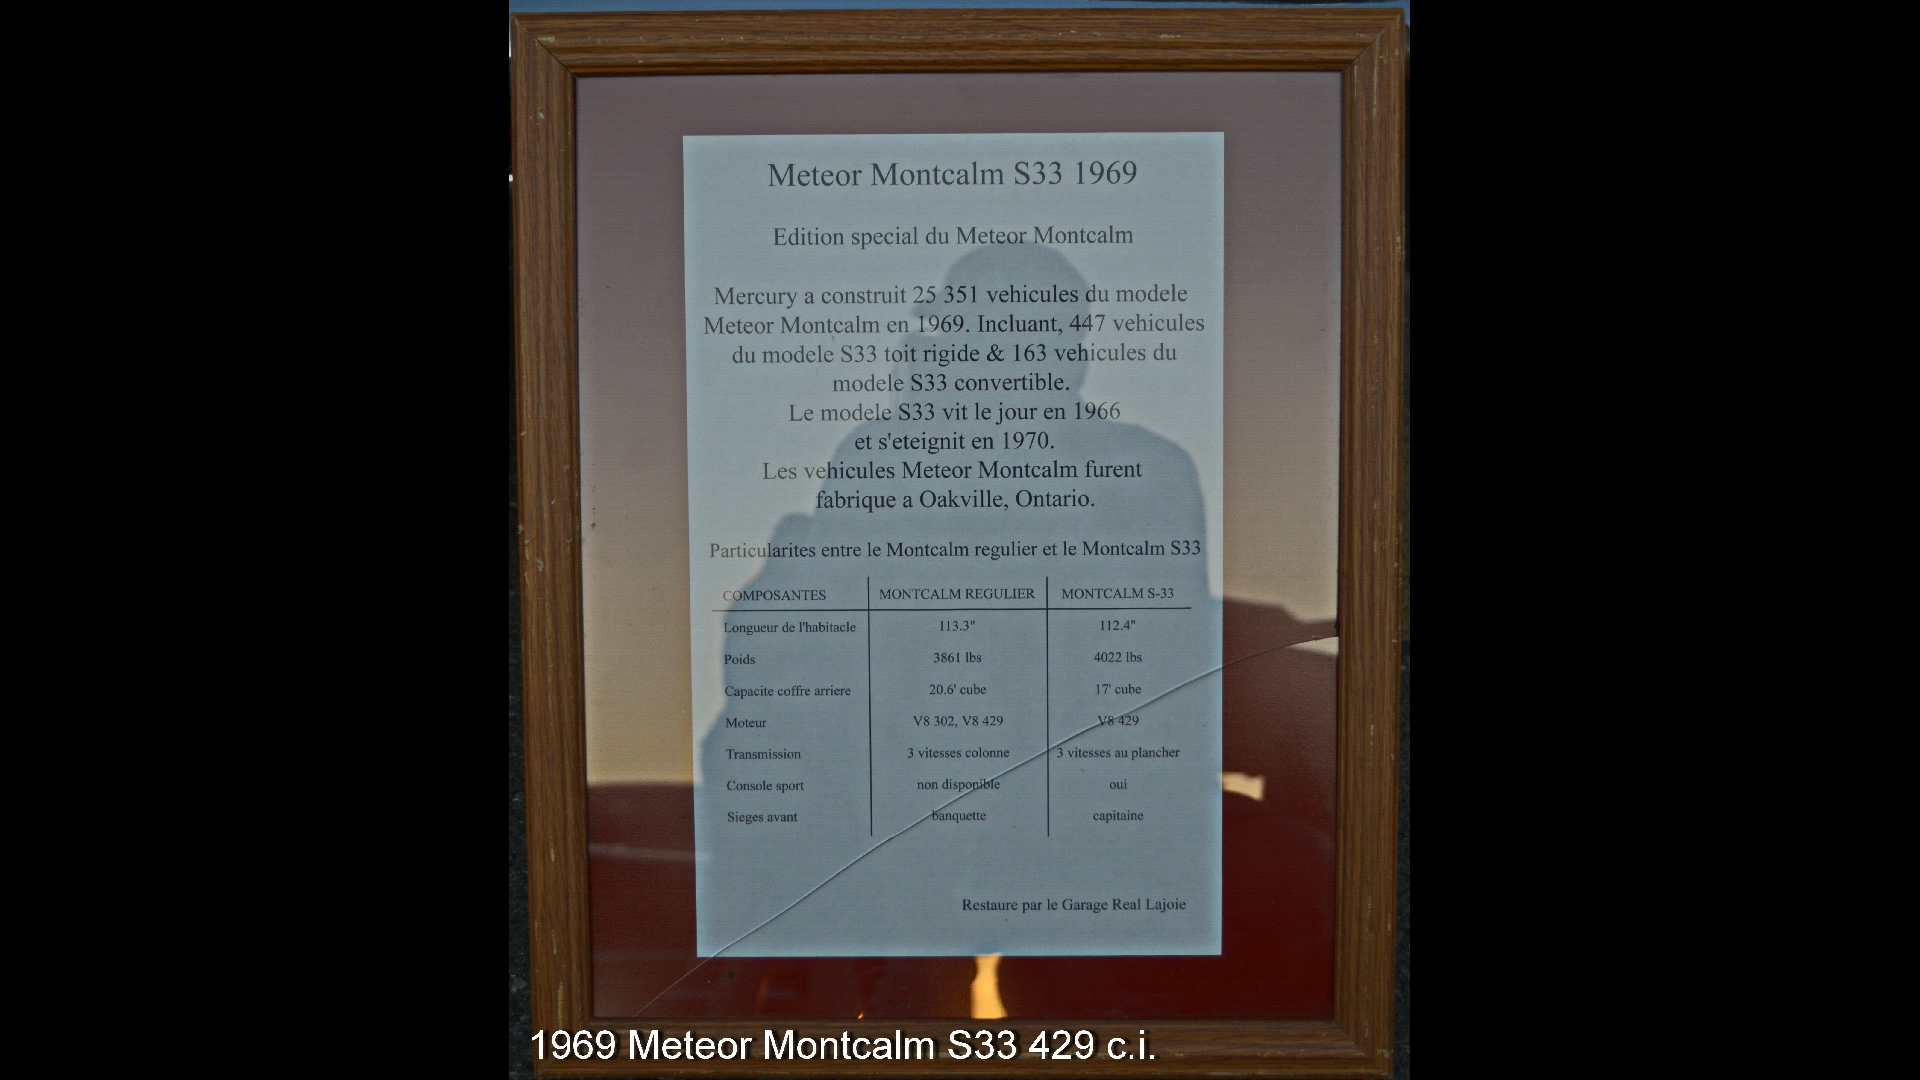 Meteor Montcalm S33 1969
Edition special du Meteor Montcalm
Mercury a construit 25 351 vehicules du modele
Meteor Montcalm en 1969. Incluant, 447 vehicules
du modele S33 toit rigide & 163 vehicules du
modele S33 convertible.
Le modele S33 vit le jour en 1966
et s'eteignit en 1970.
Les vehicules Meteor Montcalm furent
fabrique a Oakville, Ontario.
Particularites entre le Montcalm regulier et le Montcalm S33
COMPOSANTES MONTCALM REGULIER MONTCALM S-33
Longueur de l'habitacle 113.3" 112.4"
Poids 3861 lbs 4022 lbs
Capacite coffre arriere 20.6' cube 17' cube
Moteur V8 302, V8 429 V8 429
Transmission 3 vitesses colonne 3 vitesses au plancher
Console sport non disponible oui
Sieges avant banquette capitaine
Restaure par le Garage Real Lajoie
1969 Meteor Montcalm S33 429 c.i.